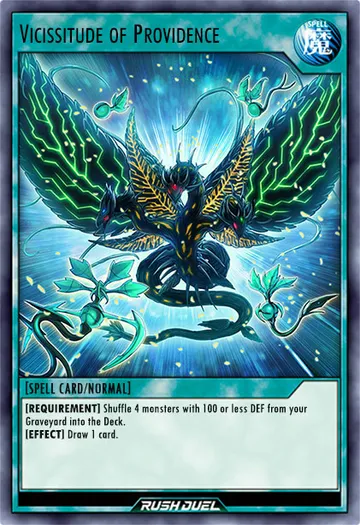 VICISSITUDE OF PROVIDENCE
SPELL
魔
[SPELL CARD/NORMAL]
[REQUIREMENT] Shuffle 4 monsters with 100 or less DEF from your
Graveyard into the Deck.
[EFFECT] Draw 1 card.
RUSH DUEL